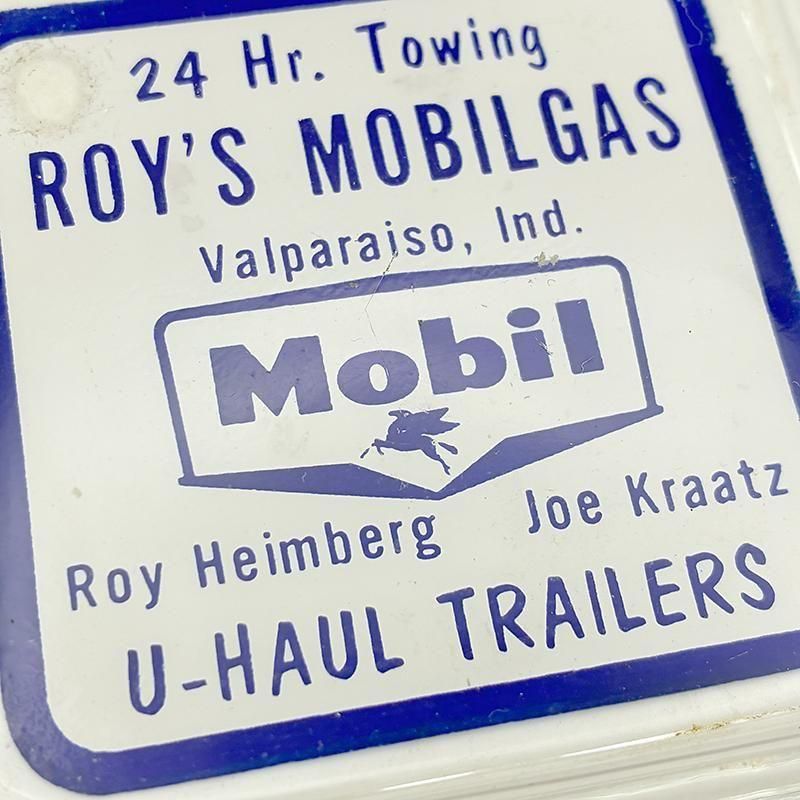 24 Hr. Towing
ROY'S MOBILGAS
Valparaiso, Ind.
Mobil
Roy Heimberg Joe Kraatz
U-HAUL TRAILERS